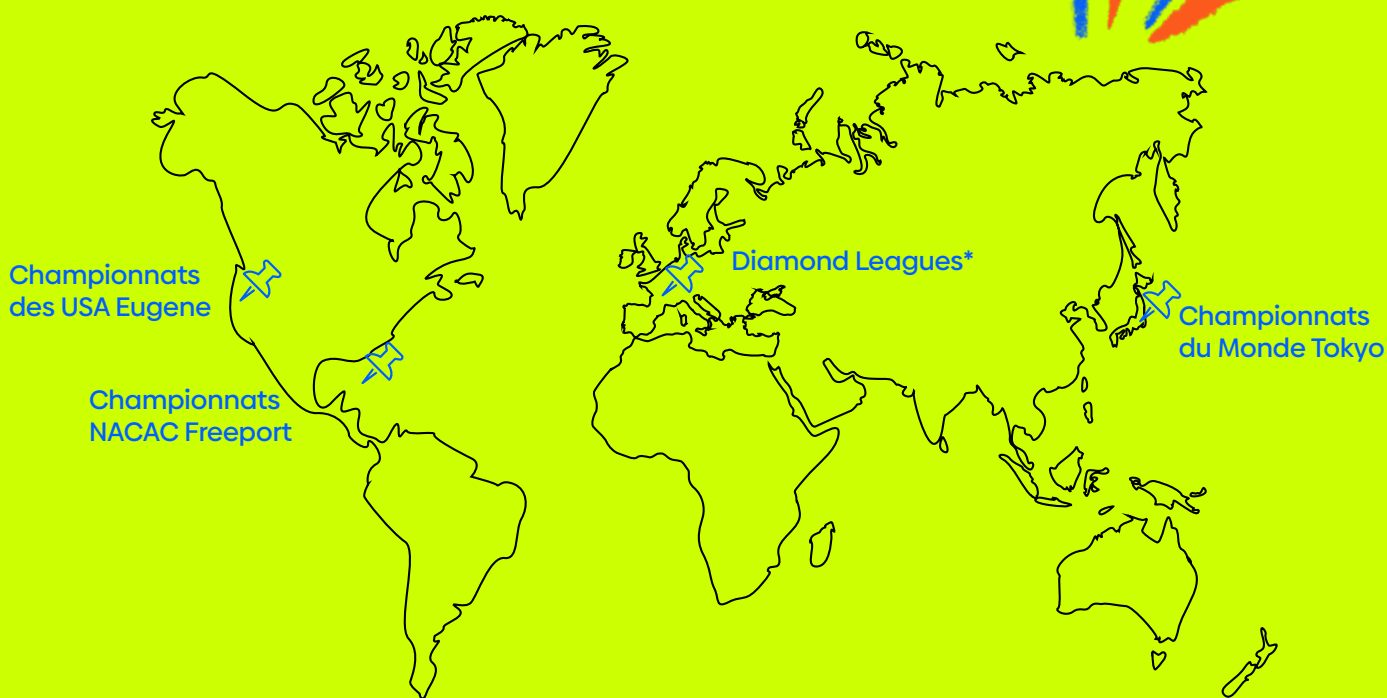 Diamond Leagues*
Championnats
des USA Eugene
Championnats
du Monde Tokyo
Championnats
NACAC Freeport